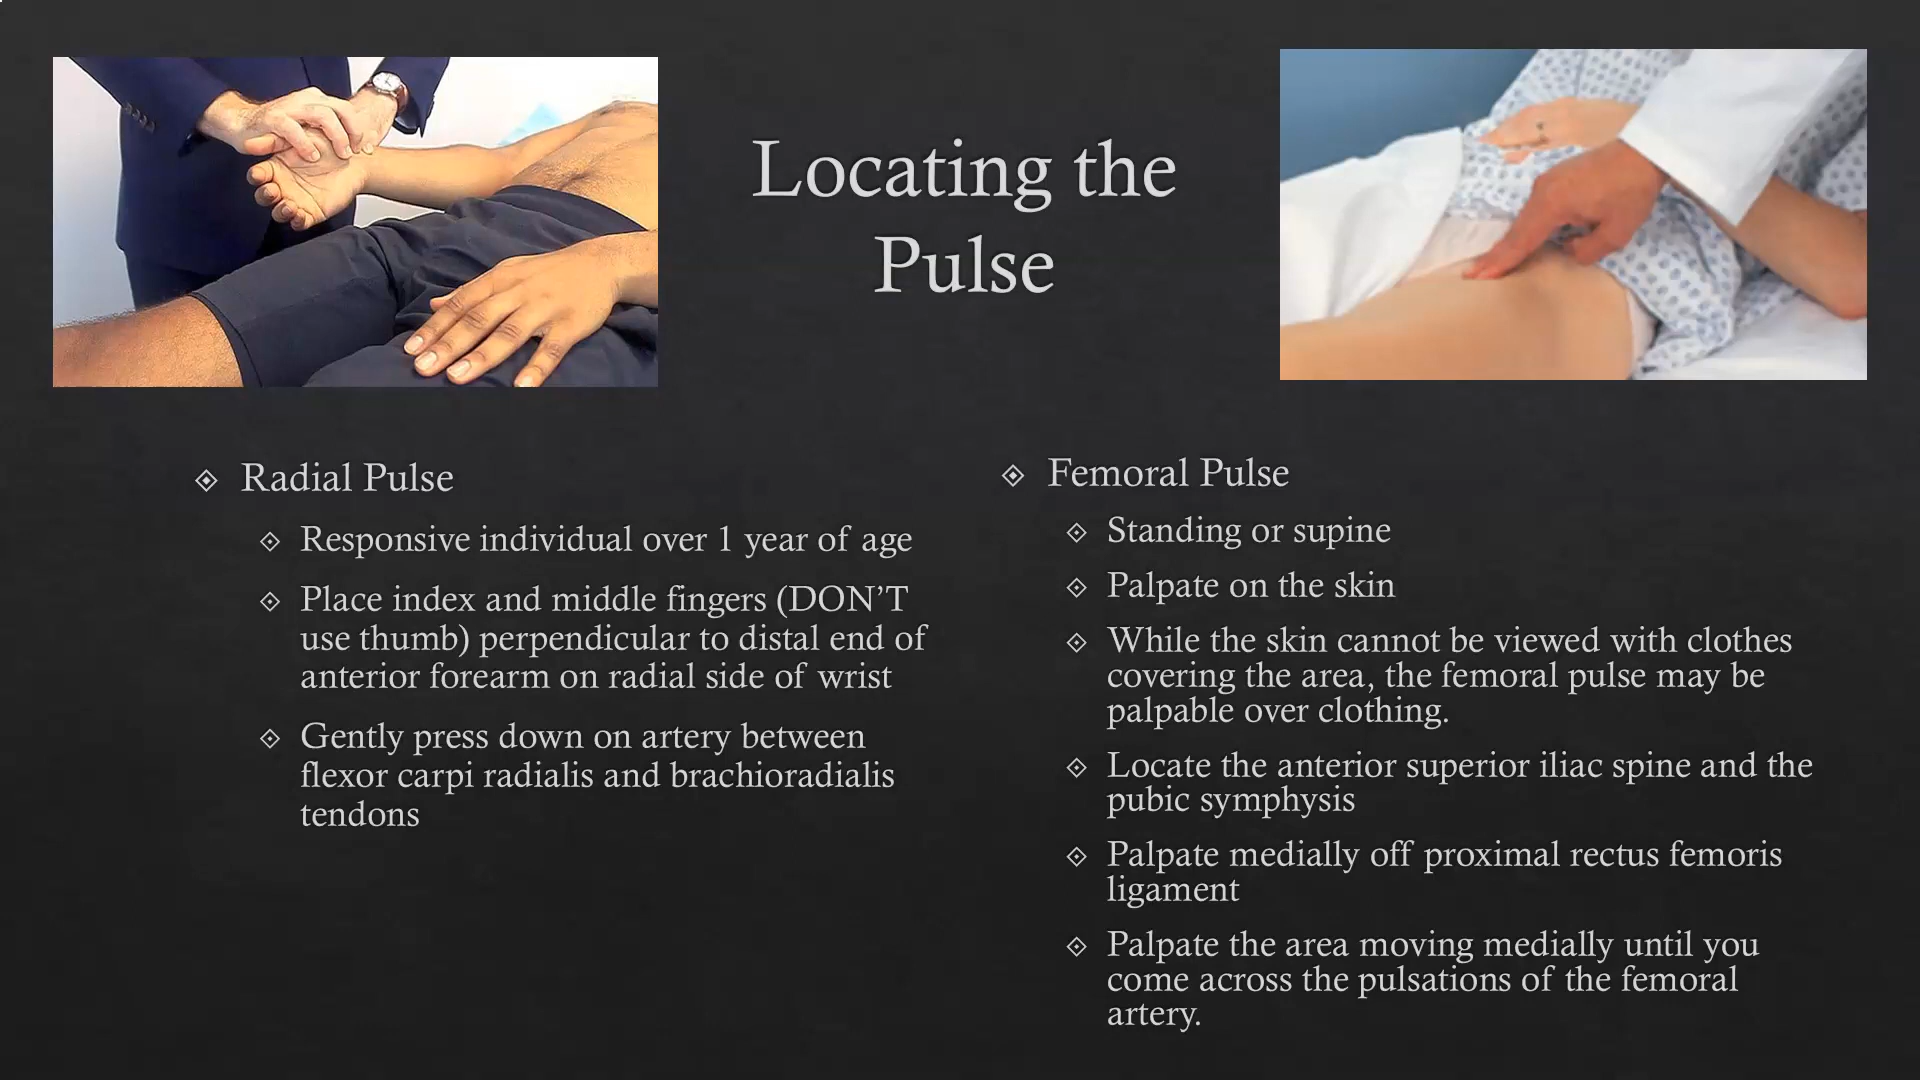 Locating the
Pulse
Radial Pulse
Responsive individual over 1 year of age
Place index and middle fingers (DON’T
use thumb) perpendicular to distal end of
anterior forearm on radial side of wrist
Gently press down on artery between
flexor carpi radialis and brachioradialis
tendons
Femoral Pulse
Standing or supine
Palpate on the skin
While the skin cannot be viewed with clothes
covering the area, the femoral pulse may be
palpable over clothing.
Locate the anterior superior iliac spine and the
pubic symphysis
Palpate medially off proximal rectus femoris
ligament
Palpate the area moving medially until you
come across the pulsations of the femoral
artery.